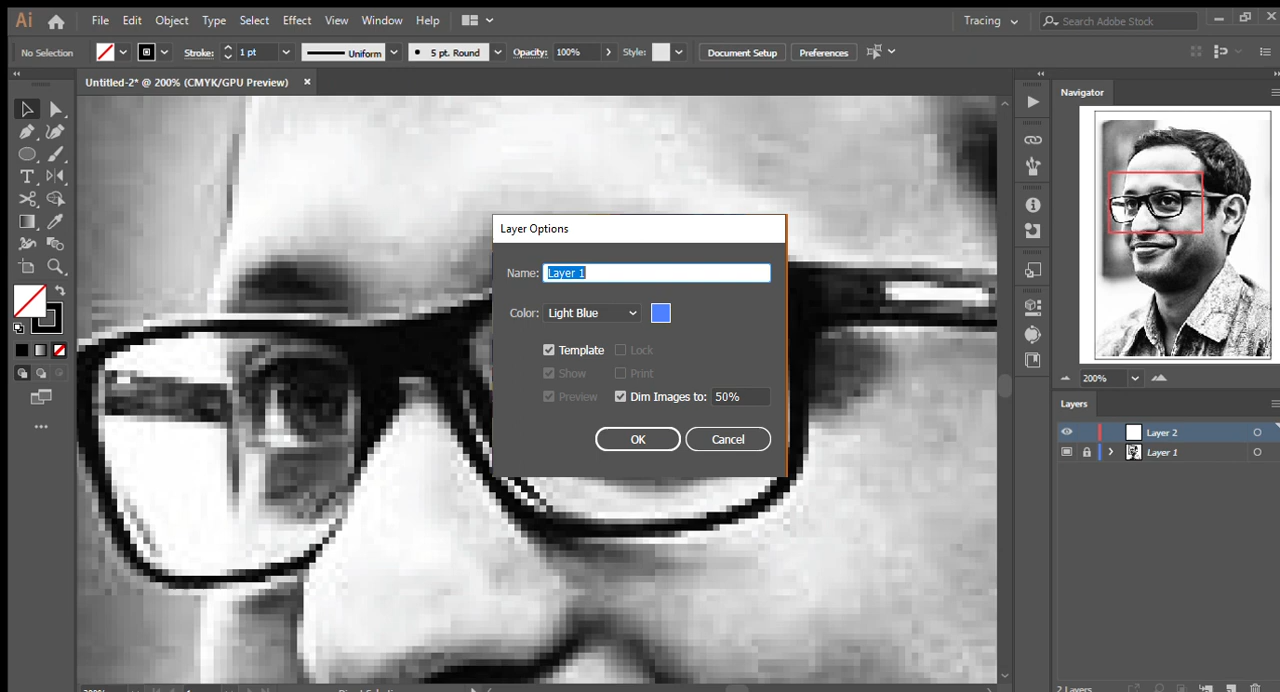 Ai File Edit Object Type Select Effect View Window Help Tracing Search Adobe Stock
No Selection Stroke: 1 pt Uniform 5 pt. Round Opacity: 100% Style: Document Setup Preferences
Untitled-2* @ 200% (CMYK/GPU Preview) ×
Navigator
Layer Options
Name: Layer 1
Color: Light Blue
Template Lock
Show Print
Preview Dim Images to: 50%
OK Cancel
200%
Layers
Layer 2
Layer 1
2 Layers